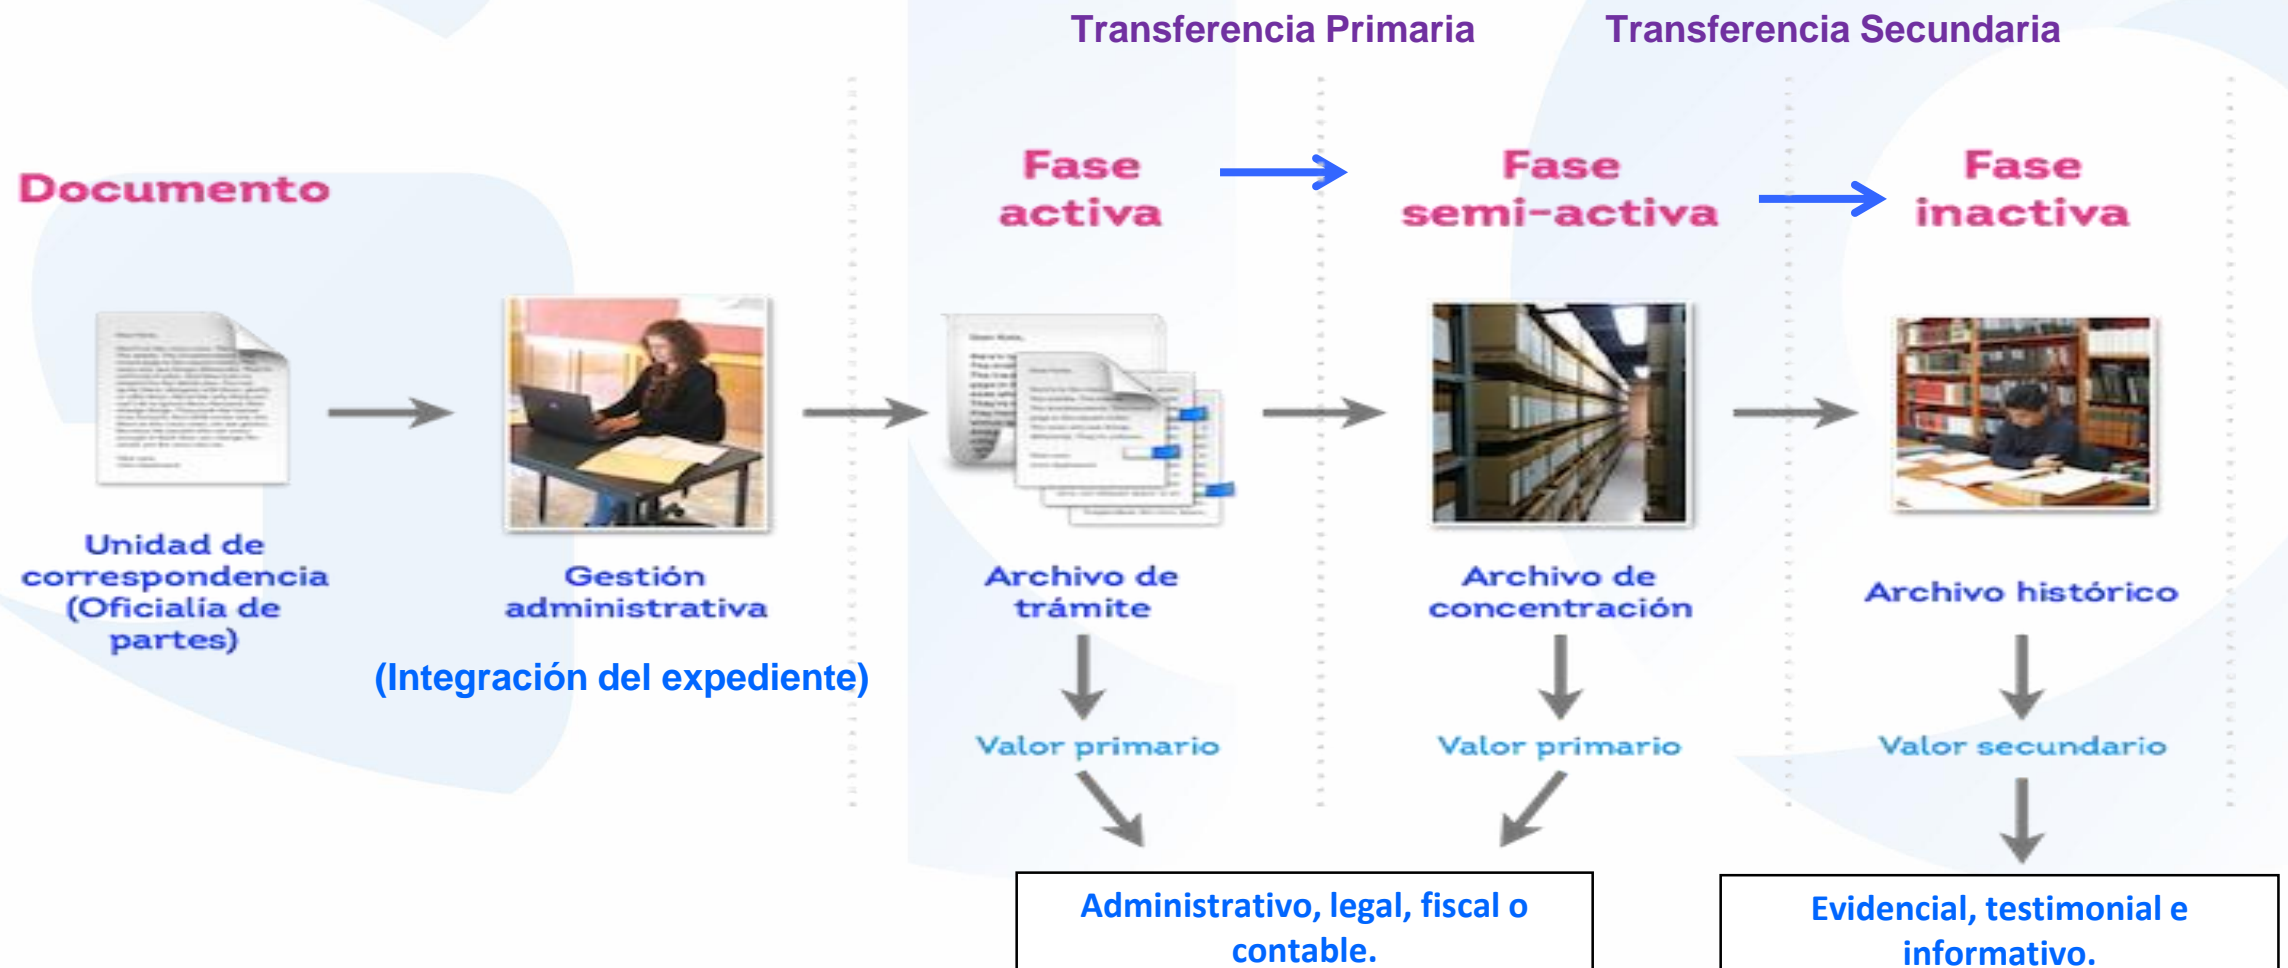 Transferencia Primaria
Transferencia Secundaria
Documento
Fase
activa
Fase
semi-activa
Fase
inactiva
Unidad de
correspondencia
(Oficialía de
partes)
Gestión
administrativa
(Integración del expediente)
Archivo de
trámite
Archivo de
concentración
Archivo histórico
Valor primario
Valor primario
Valor secundario
Administrativo, legal, fiscal o
contable.
Evidencial, testimonial e
informativo.